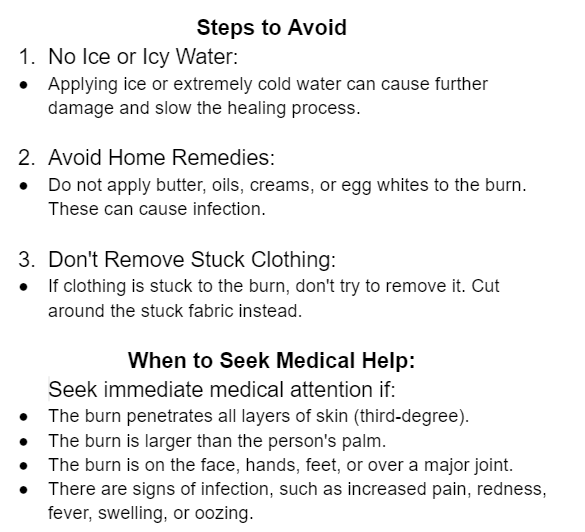 Steps to Avoid
1. No Ice or Icy Water:
● Applying ice or extremely cold water can cause further
damage and slow the healing process.
2. Avoid Home Remedies:
● Do not apply butter, oils, creams, or egg whites to the burn.
These can cause infection.
3. Don't Remove Stuck Clothing:
● If clothing is stuck to the burn, don't try to remove it. Cut
around the stuck fabric instead.
When to Seek Medical Help:
Seek immediate medical attention if:
● The burn penetrates all layers of skin (third-degree).
● The burn is larger than the person's palm.
● The burn is on the face, hands, feet, or over a major joint.
● There are signs of infection, such as increased pain, redness,
fever, swelling, or oozing.